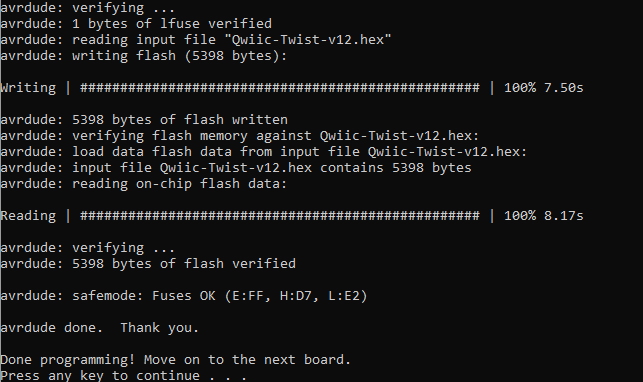 avrdude: verifying ...
avrdude: 1 bytes of lfuse verified
avrdude: reading input file "Qwiic-Twist-v12.hex"
avrdude: writing flash (5398 bytes):
Writing | ################################################## | 100% 7.50s
avrdude: 5398 bytes of flash written
avrdude: verifying flash memory against Qwiic-Twist-v12.hex:
avrdude: load data flash data from input file Qwiic-Twist-v12.hex:
avrdude: input file Qwiic-Twist-v12.hex contains 5398 bytes
avrdude: reading on-chip flash data:
Reading | ################################################## | 100% 8.17s
avrdude: verifying ...
avrdude: 5398 bytes of flash verified
avrdude: safemode: Fuses OK (E:FF, H:D7, L:E2)
avrdude done.  Thank you.
Done programming! Move on to the next board.
Press any key to continue . . .